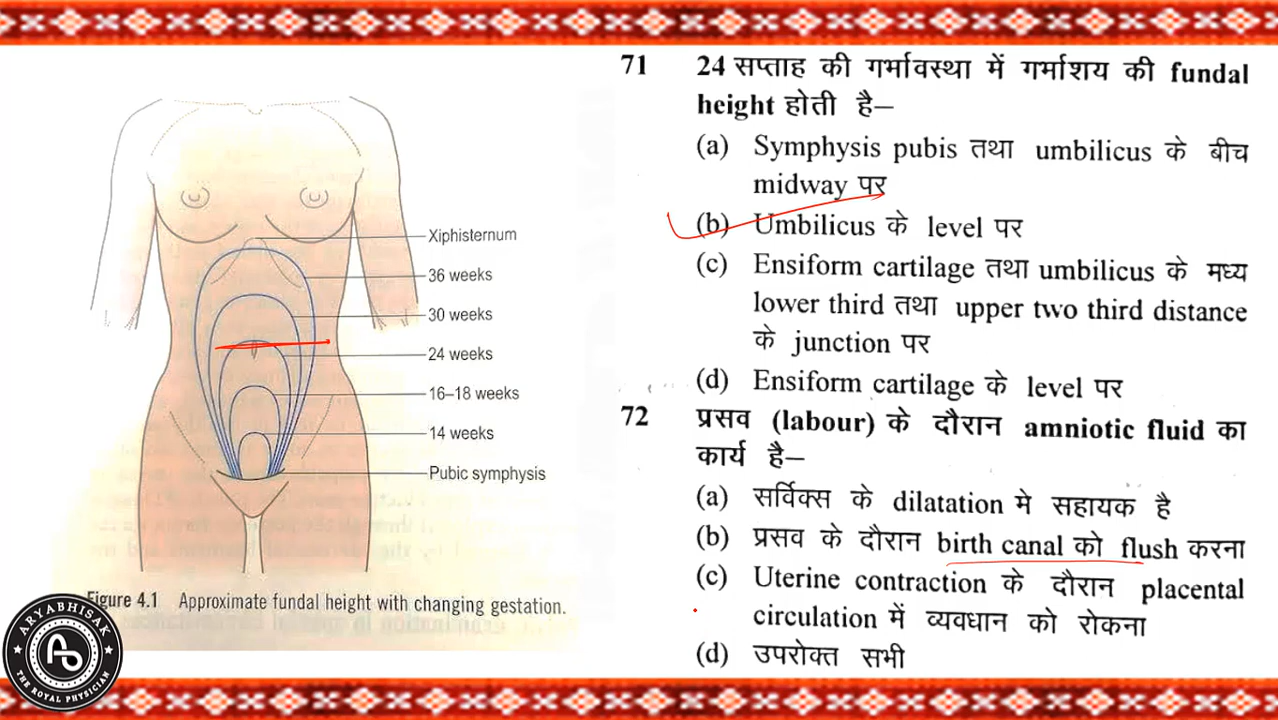 Xiphisternum
36 weeks
30 weeks
24 weeks
16–18 weeks
14 weeks
Pubic symphysis
Figure 4.1 Approximate fundal height with changing gestation.
ARYABHISAK
THE ROYAL PHYSICIAN
71 24 सप्ताह की गर्भावस्था में गर्भाशय की fundal
height होती है–
(a) Symphysis pubis तथा umbilicus के बीच
midway पर
(b) Umbilicus के level पर
(c) Ensiform cartilage तथा umbilicus के मध्य
lower third तथा upper two third distance
के junction पर
(d) Ensiform cartilage के level पर
72 प्रसव (labour) के दौरान amniotic fluid का
कार्य है–
(a) सर्विक्स के dilatation मे सहायक है
(b) प्रसव के दौरान birth canal को flush करना
(c) Uterine contraction के दौरान placental
circulation में व्यवधान को रोकना
(d) उपरोक्त सभी